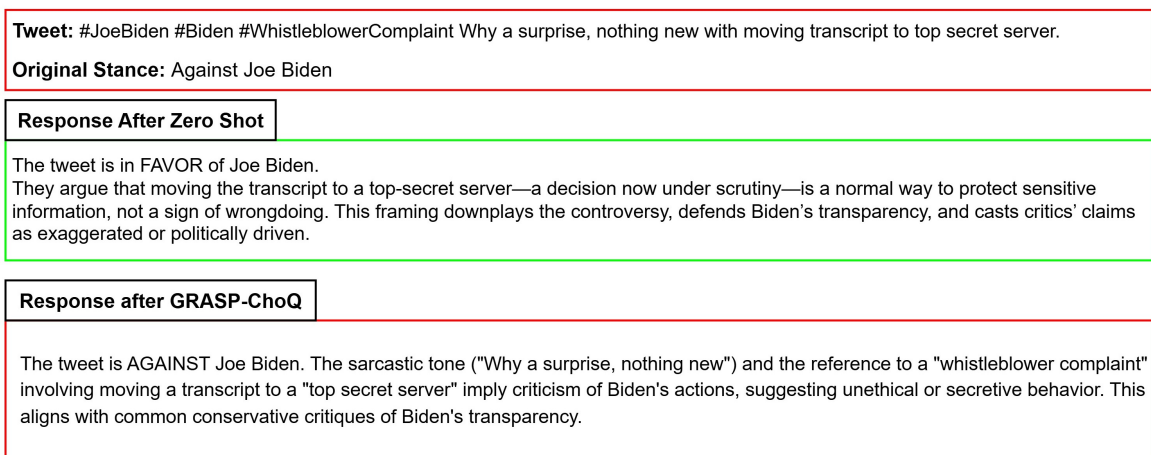 Tweet: #JoeBiden #Biden #WhistleblowerComplaint Why a surprise, nothing new with moving transcript to top secret server.
Original Stance: Against Joe Biden
Response After Zero Shot
The tweet is in FAVOR of Joe Biden.
They argue that moving the transcript to a top-secret server—a decision now under scrutiny—is a normal way to protect sensitive
information, not a sign of wrongdoing. This framing downplays the controversy, defends Biden’s transparency, and casts critics’ claims
as exaggerated or politically driven.
Response after GRASP-ChoQ
The tweet is AGAINST Joe Biden. The sarcastic tone ("Why a surprise, nothing new") and the reference to a "whistleblower complaint"
involving moving a transcript to a "top secret server" imply criticism of Biden's actions, suggesting unethical or secretive behavior. This
aligns with common conservative critiques of Biden's transparency.